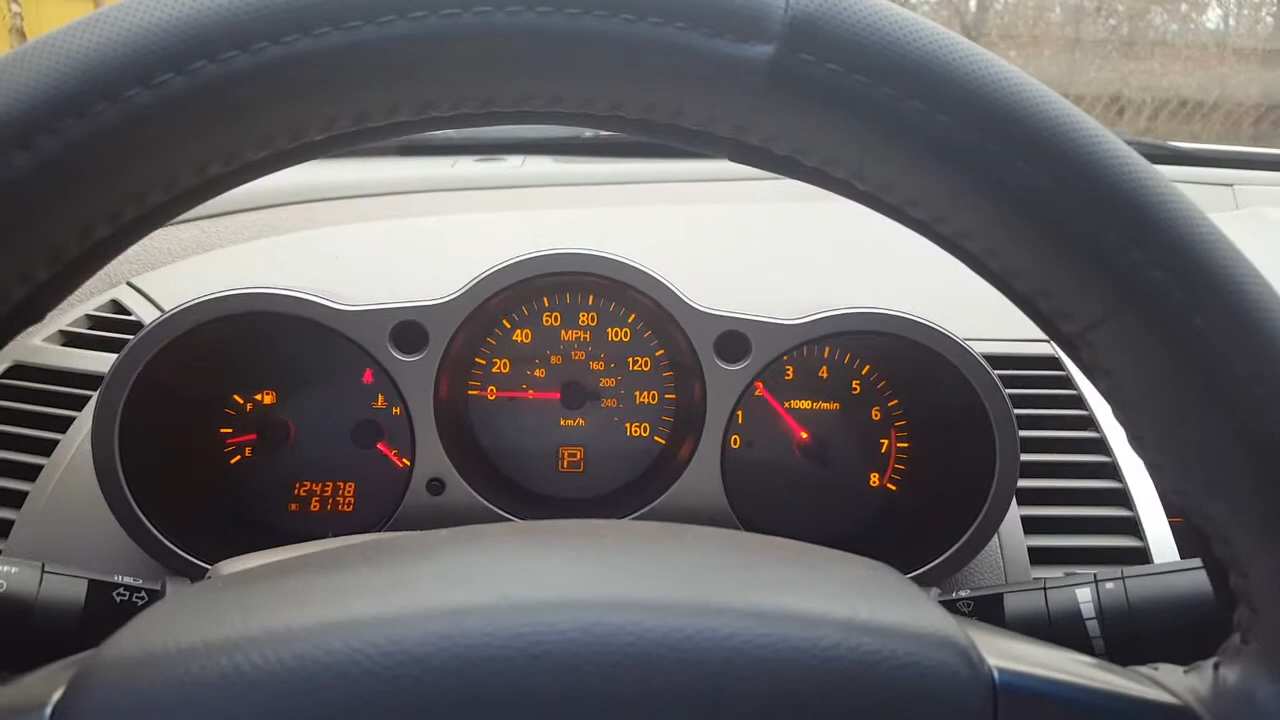 F
E
H
C
124378
B 617.0
0 20 40 60 80 100 120 140 160
MPH
0 40 80 120 160 200 240
km/h
P
0 1 2 3 4 5 6 7 8
x1000 r/min